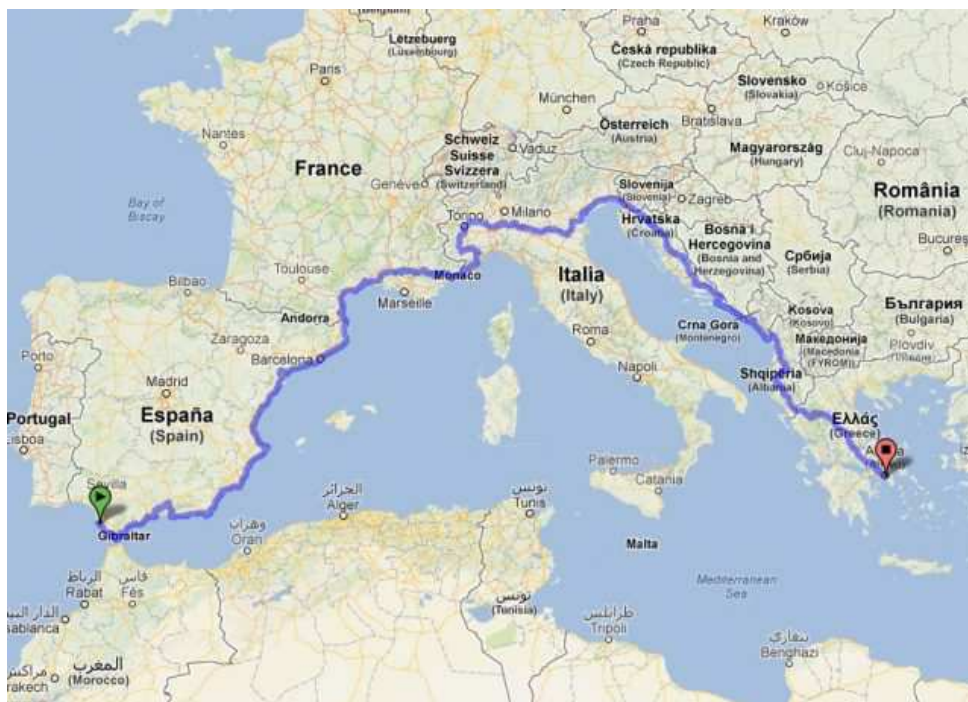 (Belgium)
Praha
Kraków
Lëtzebuerg
(Luxembourg)
Česká republika
(Czech Republic)
Paris
Slovensko
(Slovakia)
Košice
München
Bratislava
Österreich
(Austria)
Nantes
Schweiz
Suisse
Svizzera
(Switzerland)
Vaduz
Magyarország
(Hungary)
Cluj-Napoca
France
Genève
Slovenija
(Slovenia)
Zagreb
România
(Romania)
Bay of
Biscay
Torino
Milano
Hrvatska
(Croatia)
Bosna i
Hercegovina
(Bosnia and
Herzegovina)
Србија
(Serbia)
Toulouse
Monaco
Italia
(Italy)
Bilbao
Marseille
Andorra
Kosova
(Kosovo)
България
(Bulgaria)
Zaragoza
Roma
Crna Gora
(Montenegro)
Македонија
(Macedonia
(FYROM))
Plovdiv
Porto
Barcelona
Napoli
Shqipëria
(Albania)
Madrid
España
(Spain)
Portugal
Ελλάς
(Greece)
Palermo
Catania
Sevilla
الجزائر
Alger
تونس
Tunis
Gibraltar
وهران
Oran
Malta
الرباط
Rabat
فاس
Fès
Mediterranean
Sea
تونس
(Tunisia)
طرابلس
Tripoli
بنغازي
Benghazi
المغرب
(Morocco)
مراكش